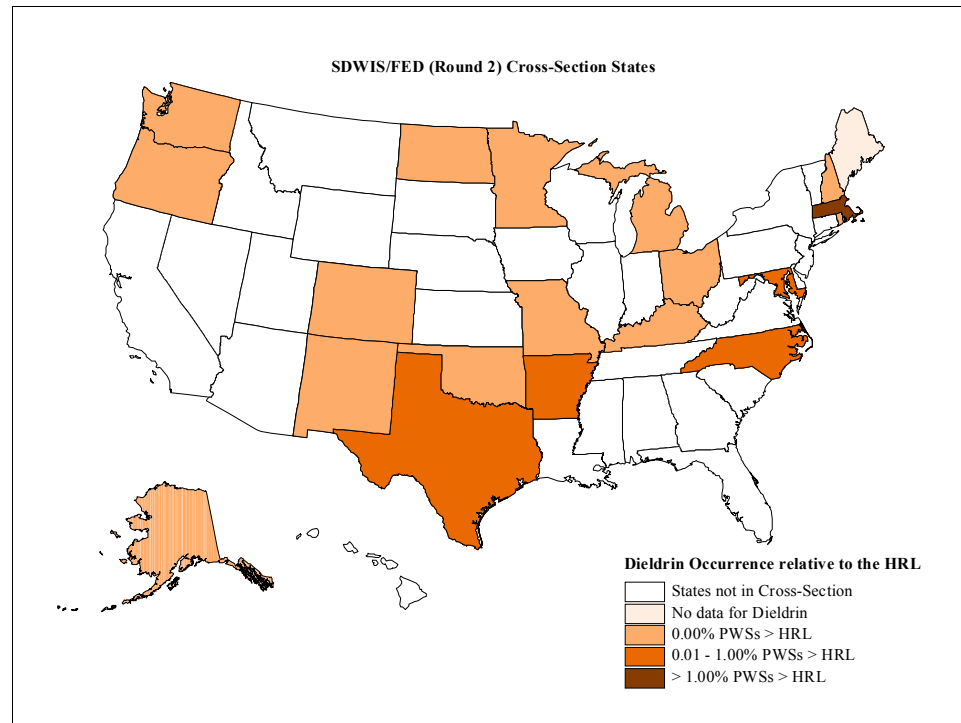 SDWIS/FED (Round 2) Cross-Section States
Dieldrin Occurrence relative to the HRL
States not in Cross-Section
No data for Dieldrin
0.00% PWSs > HRL
0.01 - 1.00% PWSs > HRL
> 1.00% PWSs > HRL